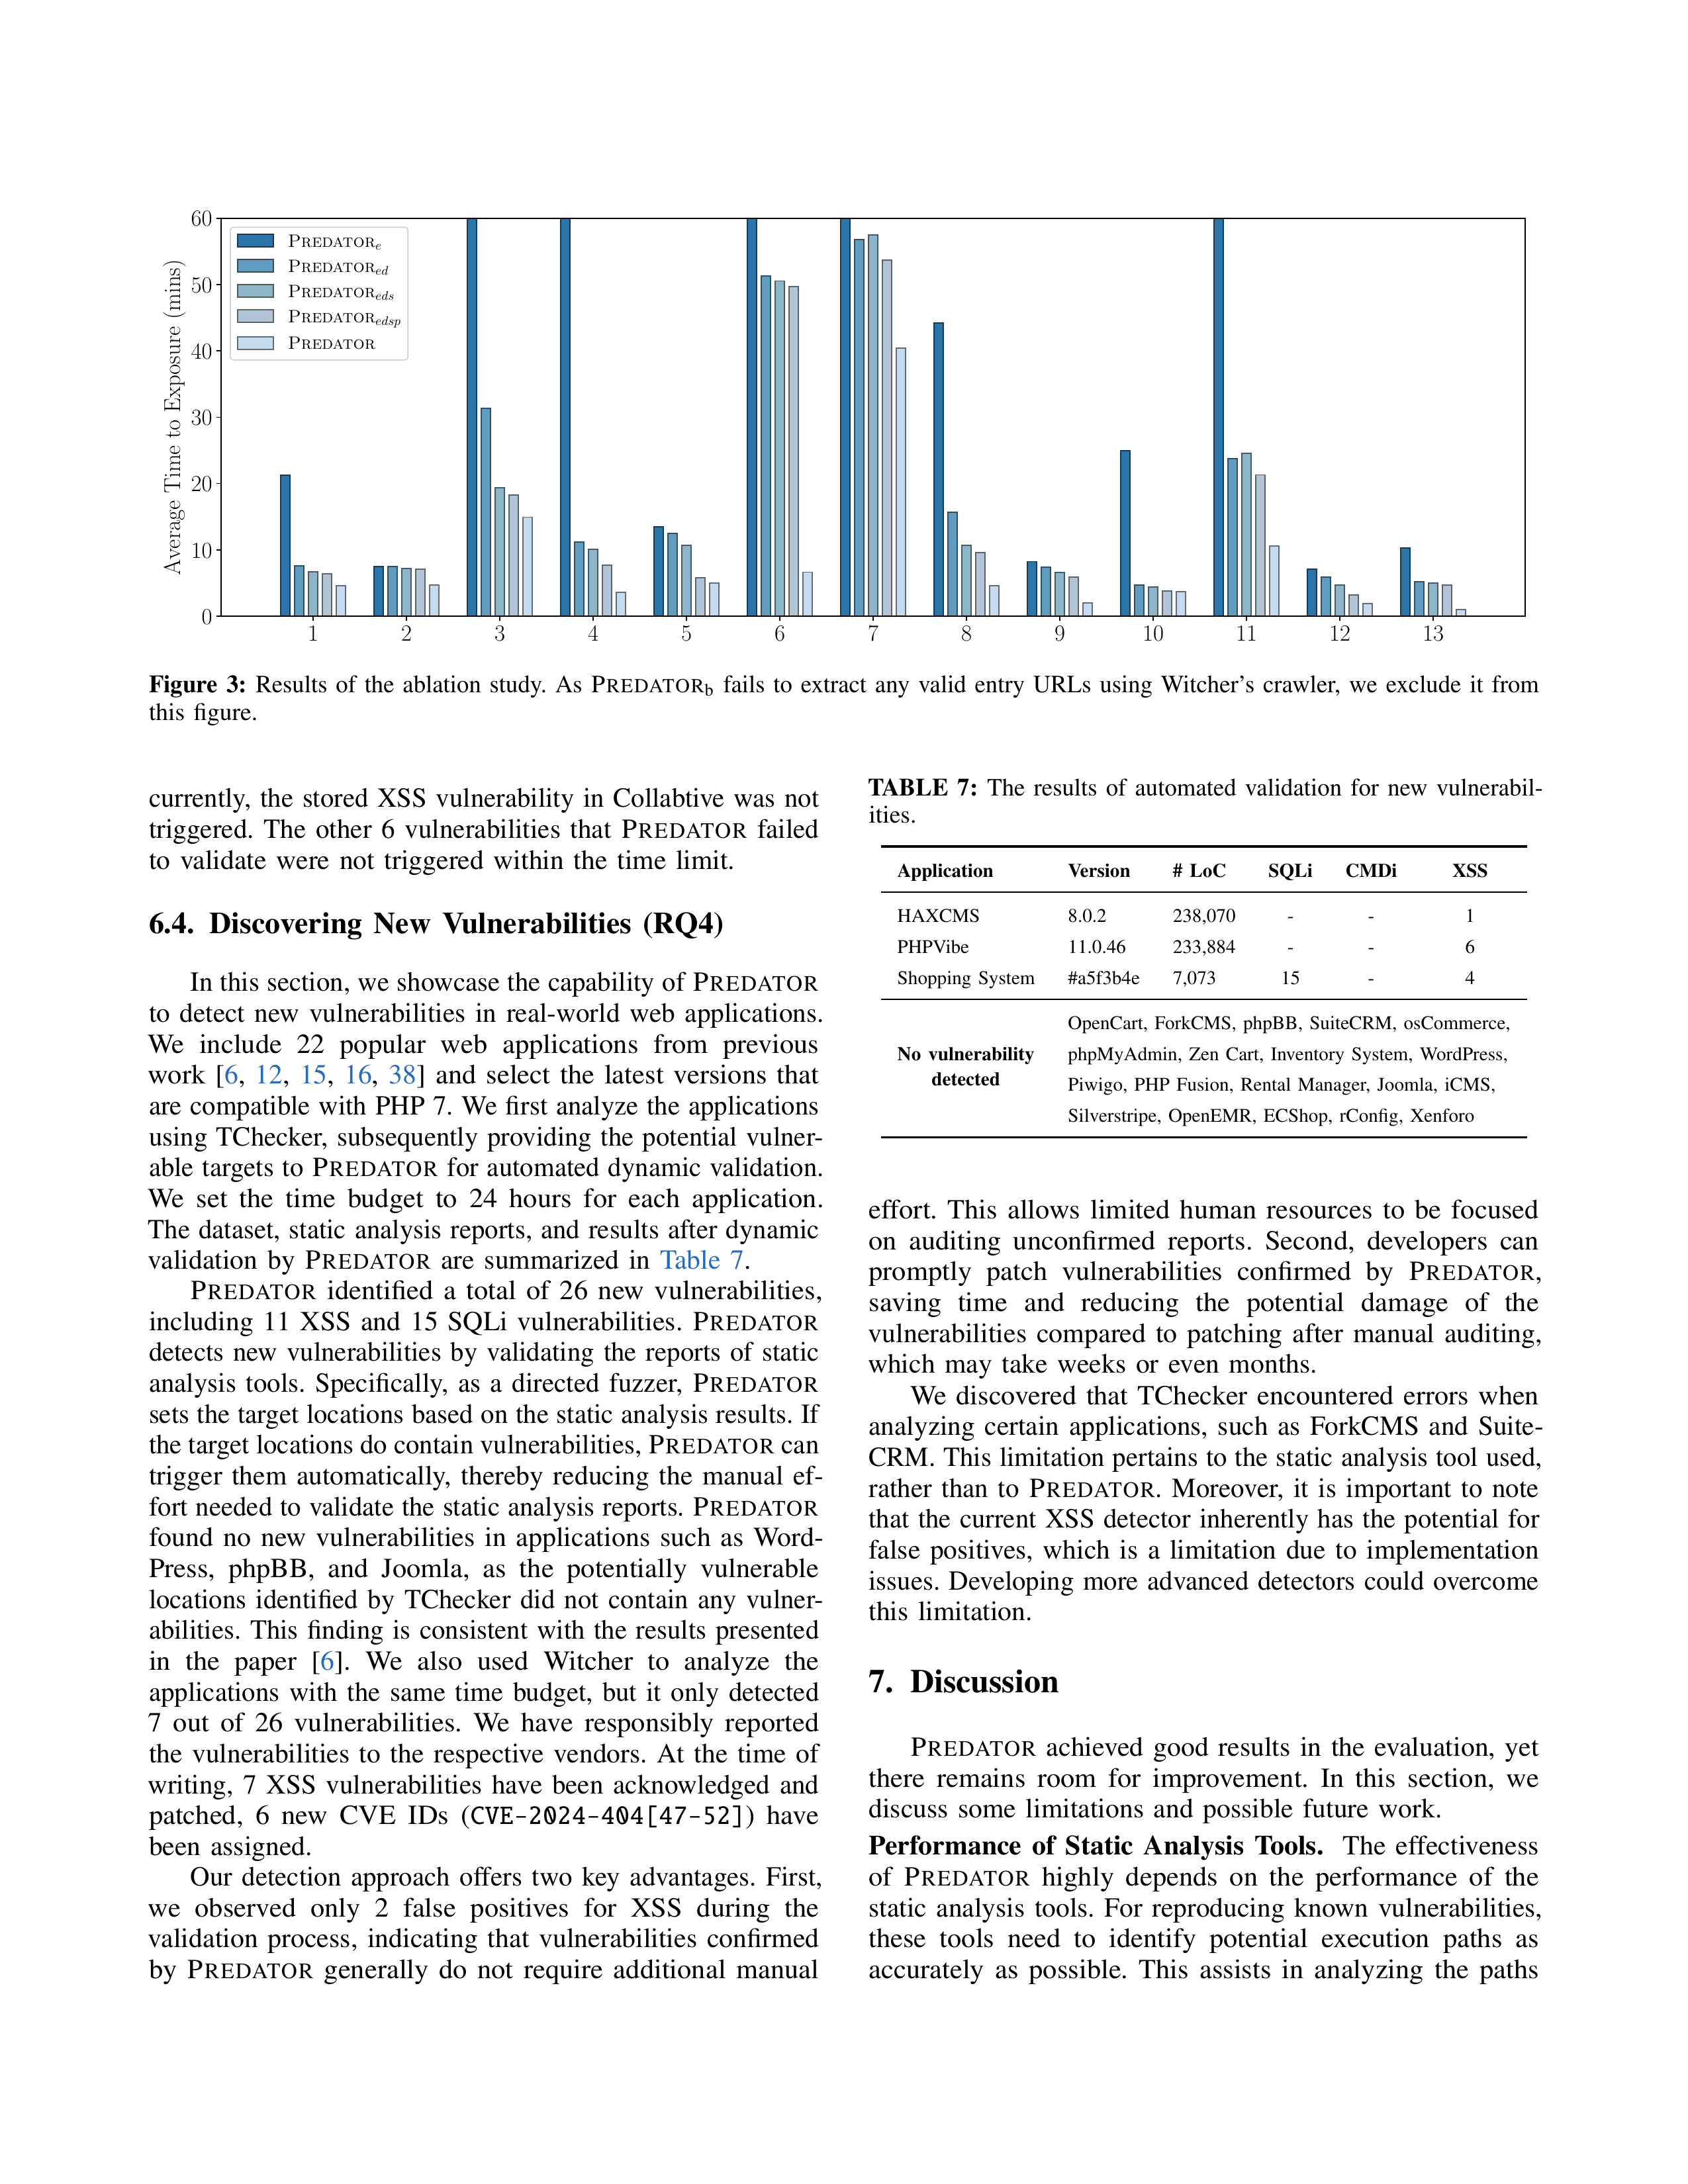 60
50
40
30
20
10
0
Average Time to Exposure (mins)
PREDATORe
PREDATORed
PREDATOReds
PREDATORedsp
PREDATOR
1 2 3 4 5 6 7 8 9 10 11 12 13
Figure 3: Results of the ablation study. As PREDATORb fails to extract any valid entry URLs using Witcher's crawler, we exclude it from
this figure.
currently, the stored XSS vulnerability in Collabtive was not
triggered. The other 6 vulnerabilities that PREDATOR failed
to validate were not triggered within the time limit.
6.4. Discovering New Vulnerabilities (RQ4)
In this section, we showcase the capability of PREDATOR
to detect new vulnerabilities in real-world web applications.
We include 22 popular web applications from previous
work [6, 12, 15, 16, 38] and select the latest versions that
are compatible with PHP 7. We first analyze the applications
using TChecker, subsequently providing the potential vulner-
able targets to PREDATOR for automated dynamic validation.
We set the time budget to 24 hours for each application.
The dataset, static analysis reports, and results after dynamic
validation by PREDATOR are summarized in Table 7.
PREDATOR identified a total of 26 new vulnerabilities,
including 11 XSS and 15 SQLi vulnerabilities. PREDATOR
detects new vulnerabilities by validating the reports of static
analysis tools. Specifically, as a directed fuzzer, PREDATOR
sets the target locations based on the static analysis results. If
the target locations do contain vulnerabilities, PREDATOR can
trigger them automatically, thereby reducing the manual ef-
fort needed to validate the static analysis reports. PREDATOR
found no new vulnerabilities in applications such as Word-
Press, phpBB, and Joomla, as the potentially vulnerable
locations identified by TChecker did not contain any vulner-
abilities. This finding is consistent with the results presented
in the paper [6]. We also used Witcher to analyze the
applications with the same time budget, but it only detected
7 out of 26 vulnerabilities. We have responsibly reported
the vulnerabilities to the respective vendors. At the time of
writing, 7 XSS vulnerabilities have been acknowledged and
patched, 6 new CVE IDs (CVE-2024-404[47-52]) have
been assigned.
Our detection approach offers two key advantages. First,
we observed only 2 false positives for XSS during the
validation process, indicating that vulnerabilities confirmed
by PREDATOR generally do not require additional manual
TABLE 7: The results of automated validation for new vulnerabil-
ities.
Application Version # LoC SQLi CMDi XSS
HAXCMS 8.0.2 238,070 - - 1
PHPVibe 11.0.46 233,884 - - 6
Shopping System #a5f3b4e 7,073 15 - 4
No vulnerability
detected
OpenCart, ForkCMS, phpBB, SuiteCRM, osCommerce,
phpMyAdmin, Zen Cart, Inventory System, WordPress,
Piwigo, PHP Fusion, Rental Manager, Joomla, iCMS,
Silverstripe, OpenEMR, ECShop, rConfig, Xenforo
effort. This allows limited human resources to be focused
on auditing unconfirmed reports. Second, developers can
promptly patch vulnerabilities confirmed by PREDATOR,
saving time and reducing the potential damage of the
vulnerabilities compared to patching after manual auditing,
which may take weeks or even months.
We discovered that TChecker encountered errors when
analyzing certain applications, such as ForkCMS and Suite-
CRM. This limitation pertains to the static analysis tool used,
rather than to PREDATOR. Moreover, it is important to note
that the current XSS detector inherently has the potential for
false positives, which is a limitation due to implementation
issues. Developing more advanced detectors could overcome
this limitation.
7. Discussion
PREDATOR achieved good results in the evaluation, yet
there remains room for improvement. In this section, we
discuss some limitations and possible future work.
Performance of Static Analysis Tools. The effectiveness
of PREDATOR highly depends on the performance of the
static analysis tools. For reproducing known vulnerabilities,
these tools need to identify potential execution paths as
accurately as possible. This assists in analyzing the paths